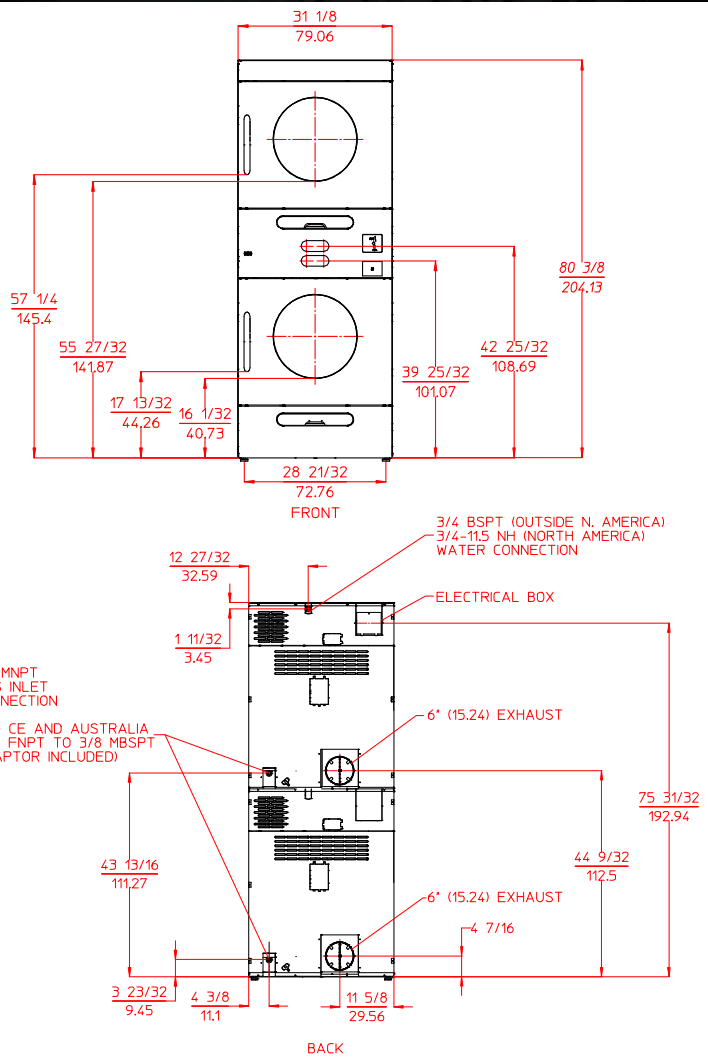 31 1/8
79.06
57 1/4
145.4
55 27/32
141.87
17 13/32
44.26
16 1/32
40.73
39 25/32
101.07
42 25/32
108.69
80 3/8
204.13
28 21/32
72.76
FRONT
3/4 BSPT (OUTSIDE N. AMERICA)
3/4-11.5 NH (NORTH AMERICA)
WATER CONNECTION
12 27/32
32.59
ELECTRICAL BOX
1 11/32
3.45
MNPT
S INLET
NECTION
CE AND AUSTRALIA
FNPT TO 3/8 MBSPT
APTOR INCLUDED)
6" (15.24) EXHAUST
75 31/32
192.94
43 13/16
111.27
44 9/32
112.5
6" (15.24) EXHAUST
4 7/16
3 23/32
9.45
4 3/8
11.1
11 5/8
29.56
BACK